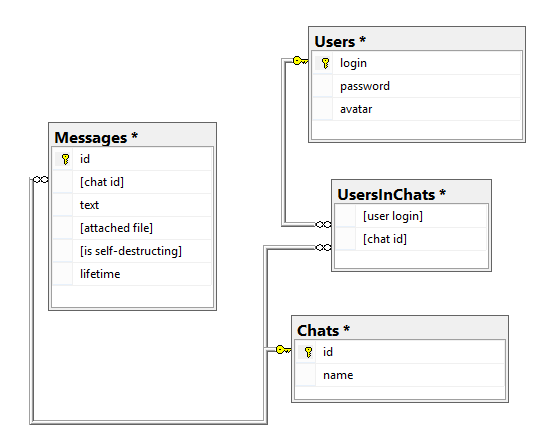 Users *
login
password
avatar
Messages *
id
[chat id]
text
[attached file]
[is self-destructing]
lifetime
UsersInChats *
[user login]
[chat id]
Chats *
id
name